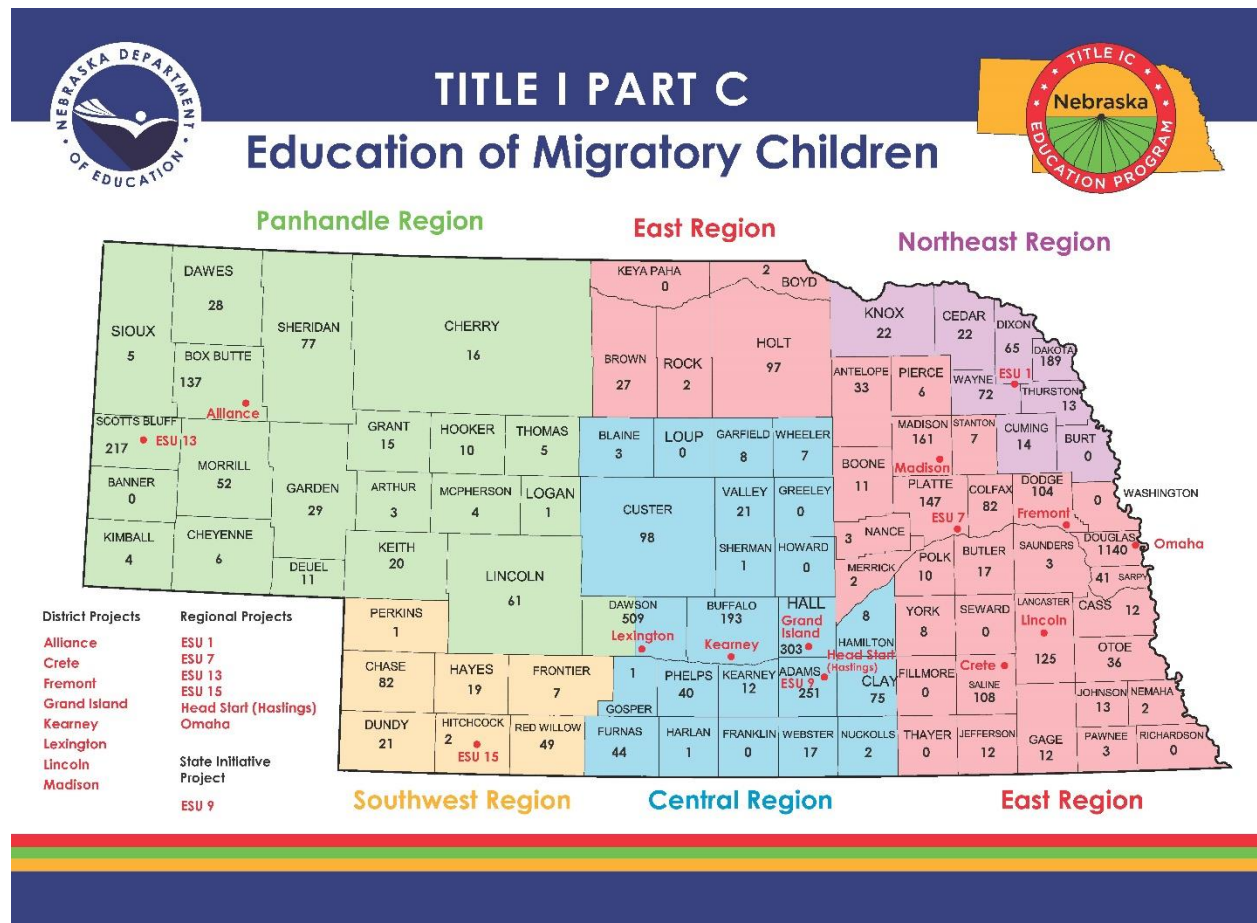 NEBRASKA DEPARTMENT
• OF EDUCATION •
TITLE I PART C
Education of Migratory Children
TITLE IC
Nebraska
EDUCATION PROGRAM
Panhandle Region
East Region
Northeast Region
SIOUX
5
DAWES
28
BOX BUTTE
137
Alliance
SHERIDAN
77
CHERRY
16
SCOTTS BLUFF
217
ESU 13
BANNER
0
KIMBALL
4
MORRILL
52
CHEYENNE
6
GARDEN
29
DEUEL
11
GRANT
15
HOOKER
10
THOMAS
5
ARTHUR
3
MCPHERSON
4
LOGAN
1
KEITH
20
LINCOLN
61
KEYA PAHA
0
2
BOYD
BROWN
27
ROCK
2
HOLT
97
KNOX
22
CEDAR
22
DIXON
65
DAKOTA
189
ESU 1
WAYNE
72
THURSTON
13
CUMING
14
BURT
0
ANTELOPE
33
PIERCE
6
MADISON
161
Madison
STANTON
7
BOONE
11
PLATTE
147
ESU 7
COLFAX
82
DODGE
104
Fremont
0
WASHINGTON
3 NANCE
MERRICK
2
POLK
10
BUTLER
17
SAUNDERS
3
DOUGLAS
1140
Omaha
41 SARPY
BLAINE
3
LOUP
0
GARFIELD
8
WHEELER
7
CUSTER
98
VALLEY
21
GREELEY
0
SHERMAN
1
HOWARD
0
DAWSON
509
Lexington
BUFFALO
193
Kearney
HALL
Grand
Island
303
8
HAMILTON
Head Start
(Hastings)
YORK
8
SEWARD
0
LANCASTER
Lincoln
125
CASS 12
OTOE
36
PERKINS
1
CHASE
82
HAYES
19
FRONTIER
7
DUNDY
21
HITCHCOCK
2
ESU 15
RED WILLOW
49
1
GOSPER
PHELPS
40
KEARNEY
12
ADAMS
ESU 9
251
CLAY
75
FILLMORE
0
Crete
SALINE
108
JOHNSON
13
NEMAHA
2
FURNAS
44
HARLAN
1
FRANKLIN
0
WEBSTER
17
NUCKOLLS
2
THAYER
0
JEFFERSON
12
GAGE
12
PAWNEE
3
RICHARDSON
0
District Projects
Alliance
Crete
Fremont
Grand Island
Kearney
Lexington
Lincoln
Madison
Regional Projects
ESU 1
ESU 7
ESU 13
ESU 15
Head Start (Hastings)
Omaha
State Initiative
Project
ESU 9
Southwest Region
Central Region
East Region